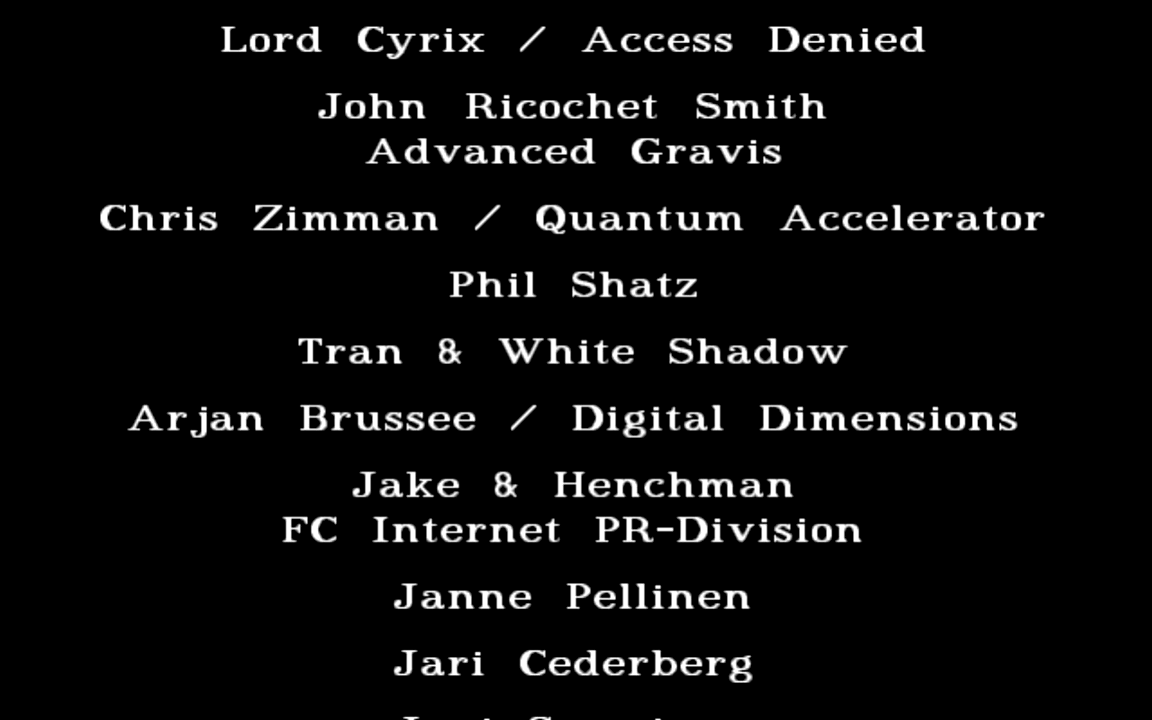 Lord Cyrix / Access Denied
John Ricochet Smith
Advanced Gravis
Chris Zimman / Quantum Accelerator
Phil Shatz
Tran & White Shadow
Arjan Brussee / Digital Dimensions
Jake & Henchman
FC Internet PR-Division
Janne Pellinen
Jari Cederberg